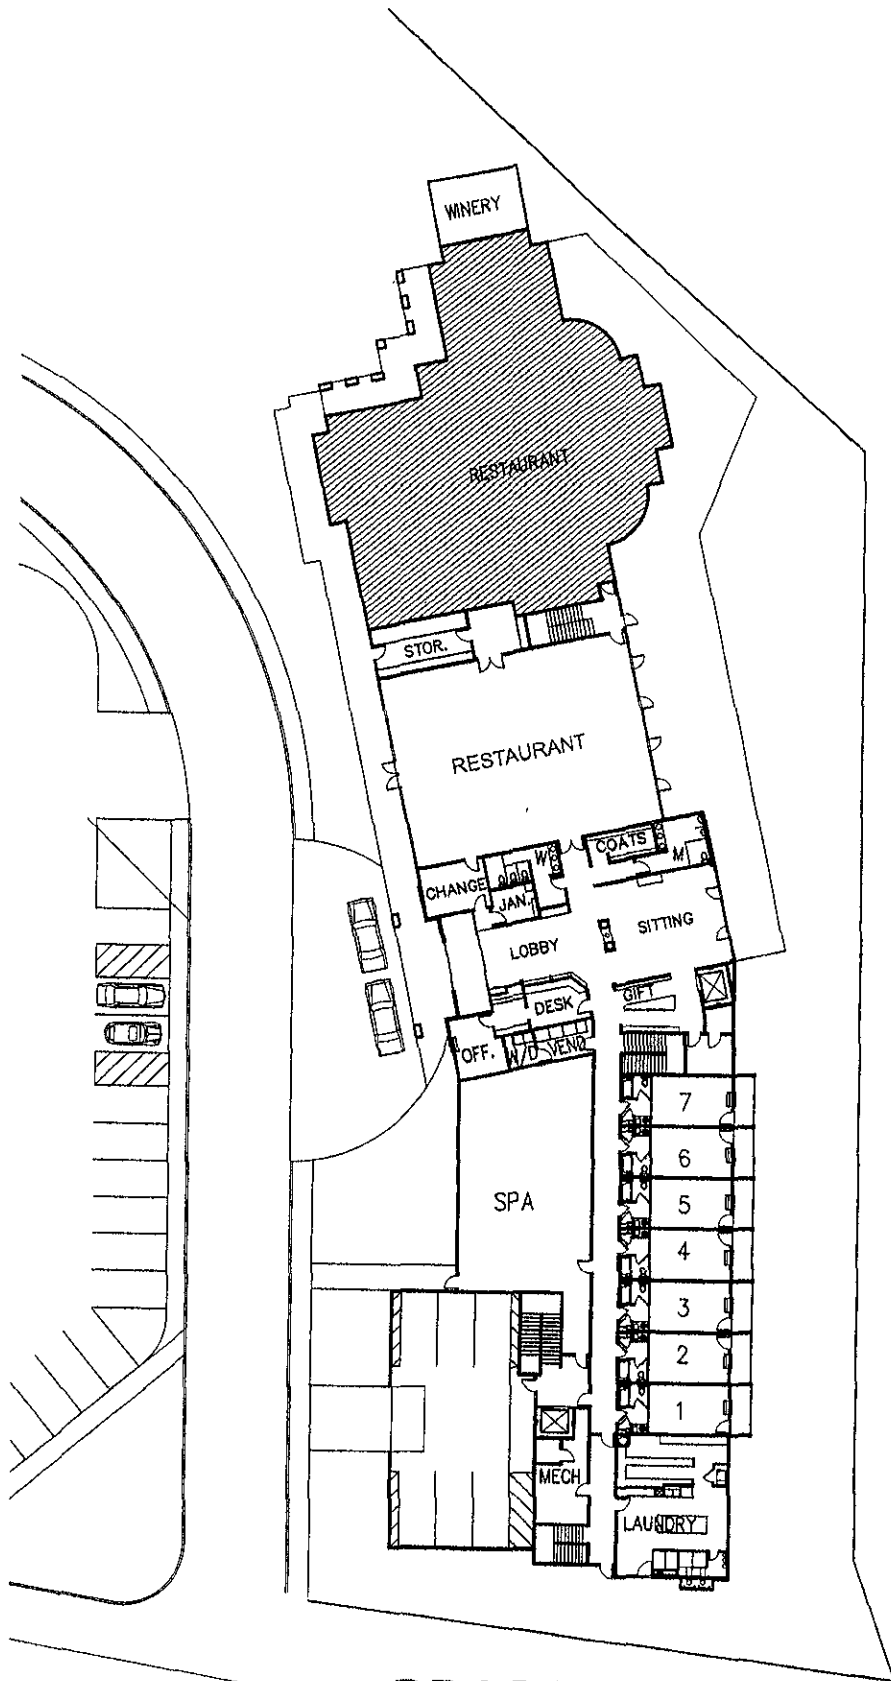 WINERY
RESTAURANT
STOR.
RESTAURANT
COATS
W
M
CHANGE
JAN.
SITTING
LOBBY
GIFT
DESK
OFF.
W/D
VEND
7
6
SPA
5
4
3
2
1
MECH
LAUNDRY